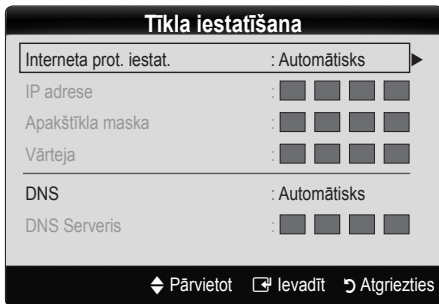 Tīkla iestatīšana
Interneta prot. iestat. : Automātisks
IP adrese :
Apakštīkla maska :
Vārteja :
DNS : Automātisks
DNS Serveris :
Pārvietot Ievadīt Atgriezties